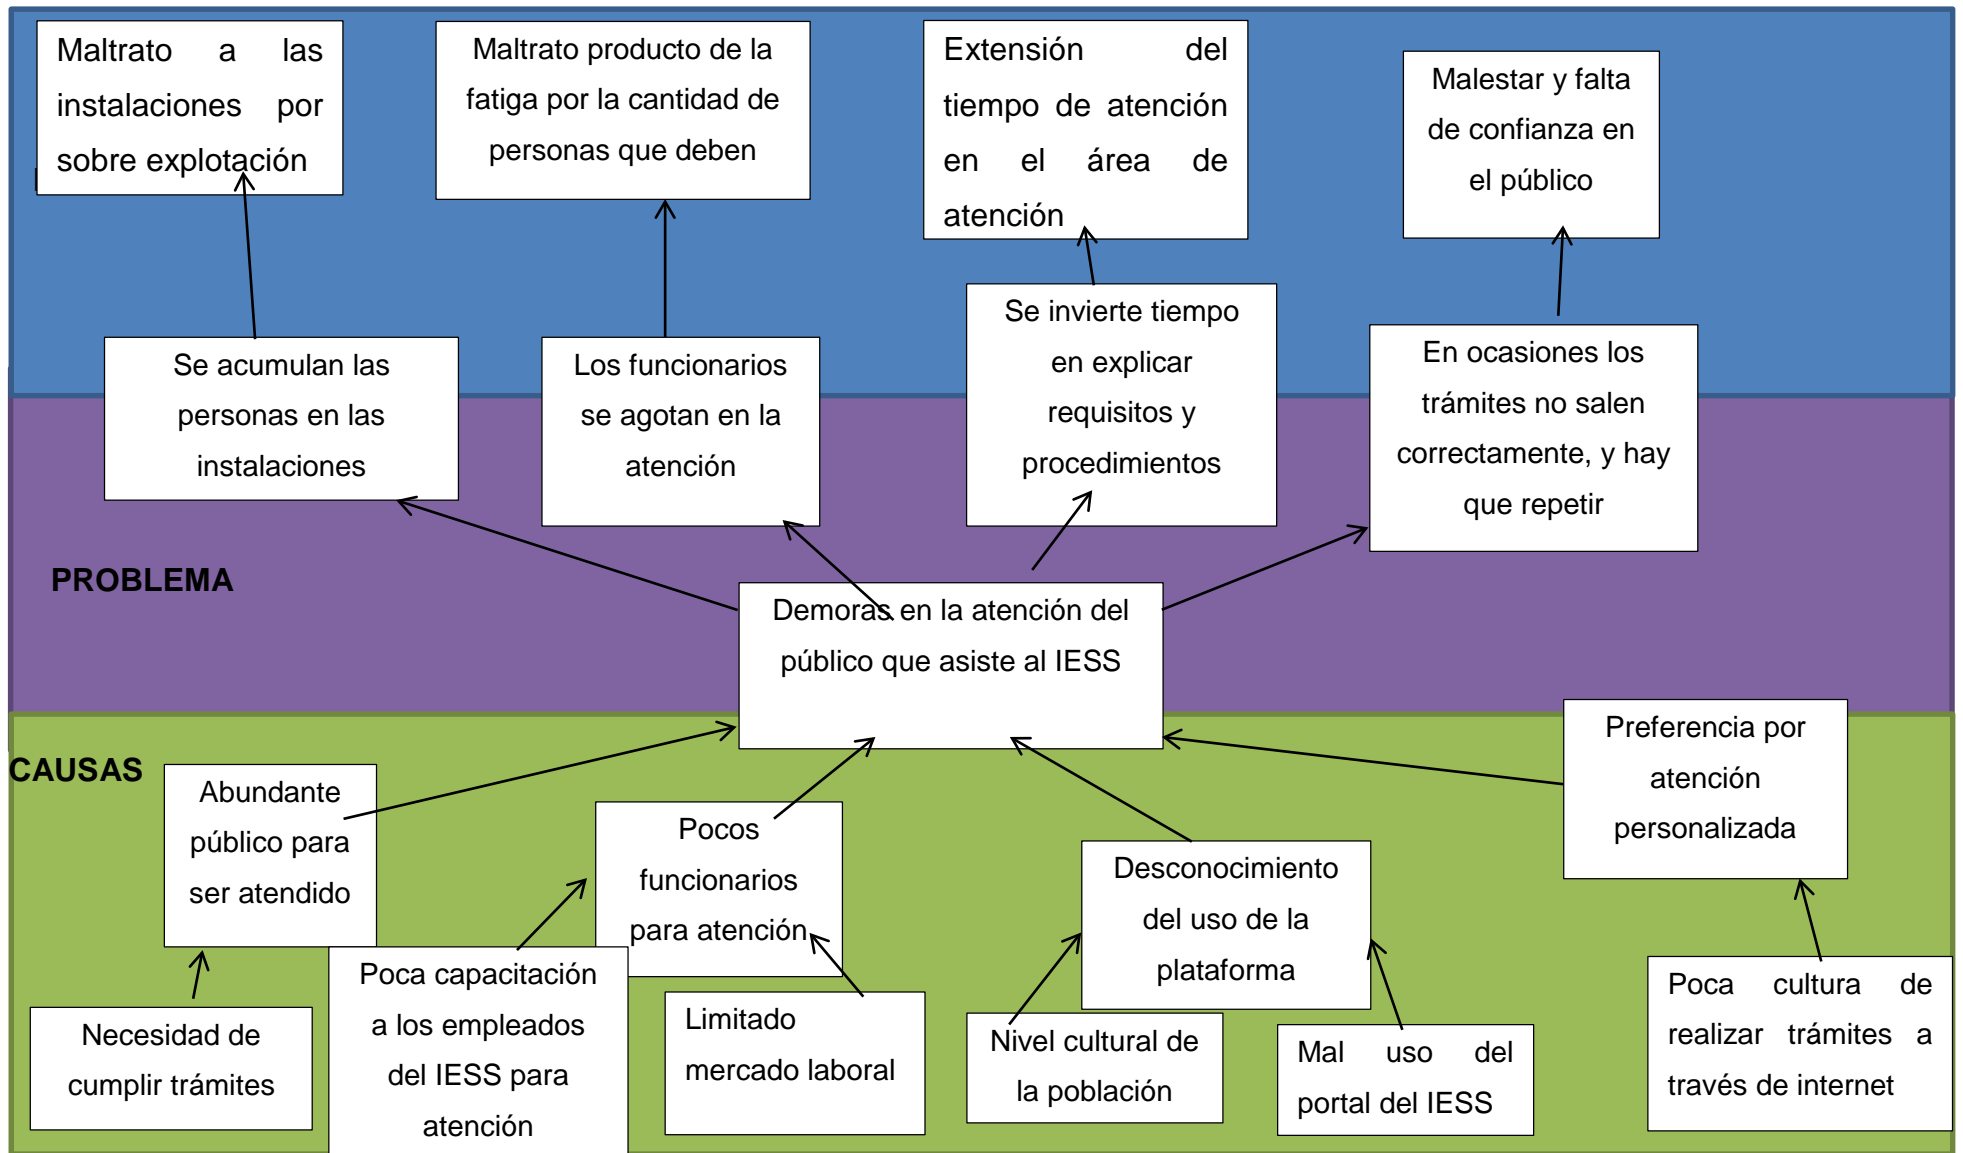 Maltrato a las
instalaciones por
sobre explotación
Maltrato producto de la
fatiga por la cantidad de
personas que deben
Extensión del
tiempo de atención
en el área de
atención
Malestar y falta
de confianza en
el público
Se acumulan las
personas en las
instalaciones
Los funcionarios
se agotan en la
atención
Se invierte tiempo
en explicar
requisitos y
procedimientos
En ocasiones los
trámites no salen
correctamente, y hay
que repetir
PROBLEMA
Demoras en la atención del
público que asiste al IESS
CAUSAS
Abundante
público para
ser atendido
Pocos
funcionarios
para atención
Desconocimiento
del uso de la
plataforma
Preferencia por
atención
personalizada
Necesidad de
cumplir trámites
Poca capacitación
a los empleados
del IESS para
atención
Limitado
mercado laboral
Nivel cultural de
la población
Mal uso del
portal del IESS
Poca cultura de
realizar trámites a
través de internet